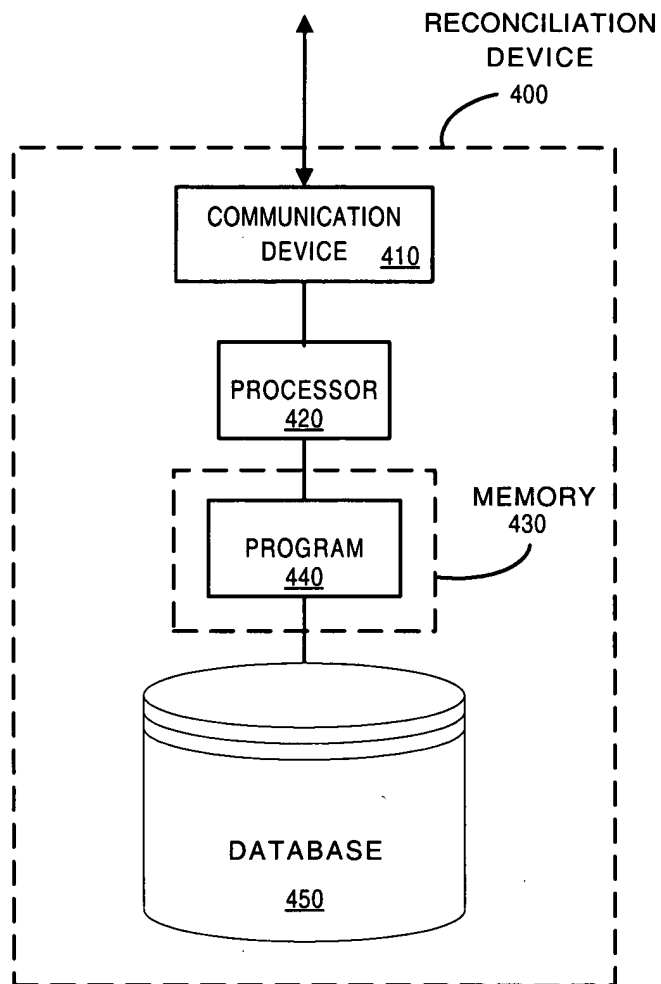 RECONCILIATION
DEVICE
400
COMMUNICATION
DEVICE 410
PROCESSOR
420
MEMORY
430
PROGRAM
440
DATABASE
450